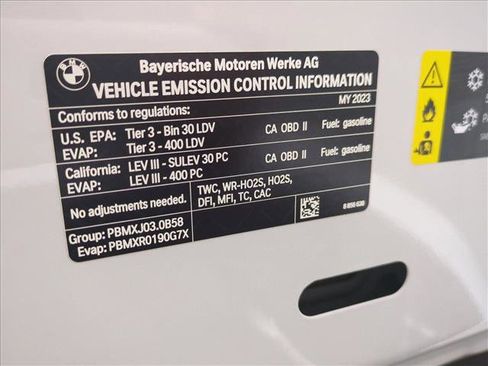 BMW
Bayerische Motoren Werke AG
VEHICLE EMISSION CONTROL INFORMATION
Conforms to regulations: MY 2023
U.S. EPA: Tier 3 - Bin 30 LDV CA OBD II Fuel: gasoline
EVAP: Tier 3 - 400 LDV
California: LEV III - SULEV 30 PC CA OBD II Fuel: gasoline
EVAP: LEV III - 400 PC
No adjustments needed. TWC, WR-HO2S, HO2S,
DFI, MFI, TC, CAC
Group: PBMXJ03.0B58
Evap: PBMXR0190G7X